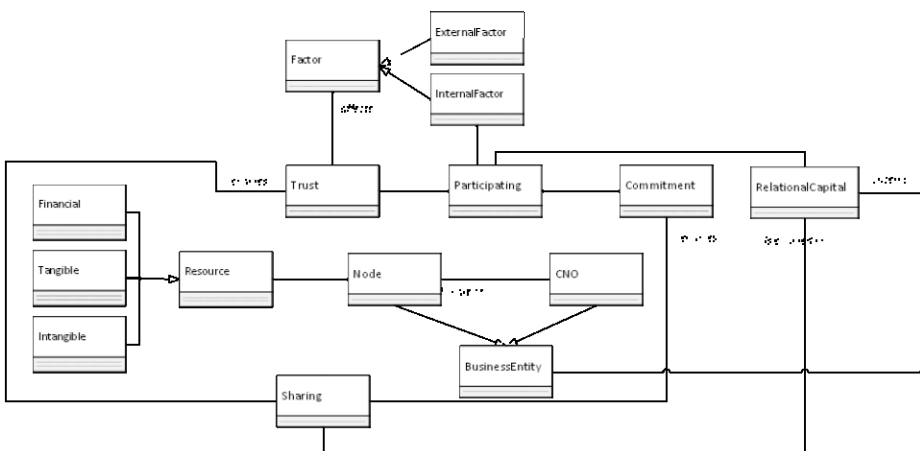 ExternalFactor
Factor
InternalFactor
Trust
Participating
Commitment
RelationalCapital
Financial
Tangible
Resource
Node
CNO
Intangible
BusinessEntity
Sharing